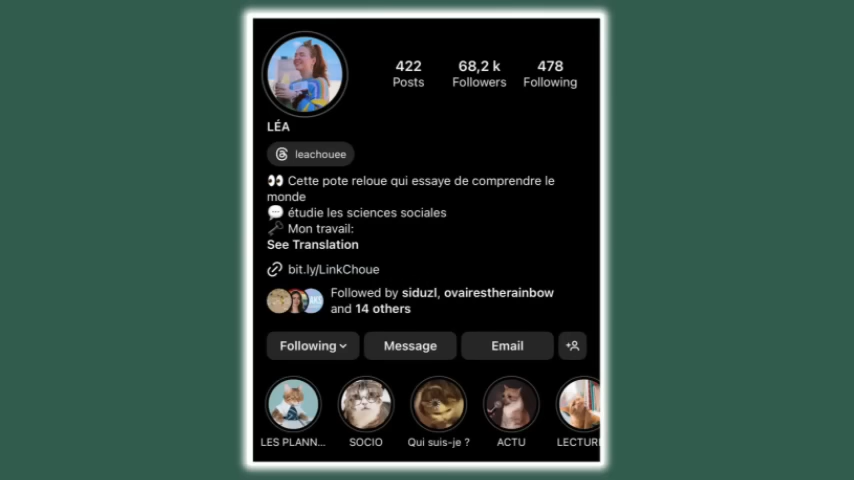 422 68,2 k 478
Posts Followers Following
LÉA
leachouee
👀 Cette pote reloue qui essaye de comprendre le
monde
💬 étudie les sciences sociales
🗝️ Mon travail:
See Translation
bit.ly/LinkChoue
Followed by siduzl, ovairestherainbow
and 14 others
Following Message Email
LES PLANN... SOCIO Qui suis-je ? ACTU LECTUR